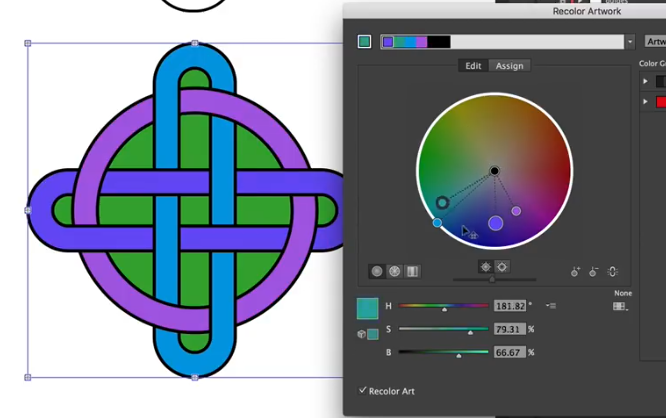 Recolor Artwork
Artw
Edit Assign
Color G
H 181.82 °
S 79.31 %
B 66.67 %
None
Recolor Art